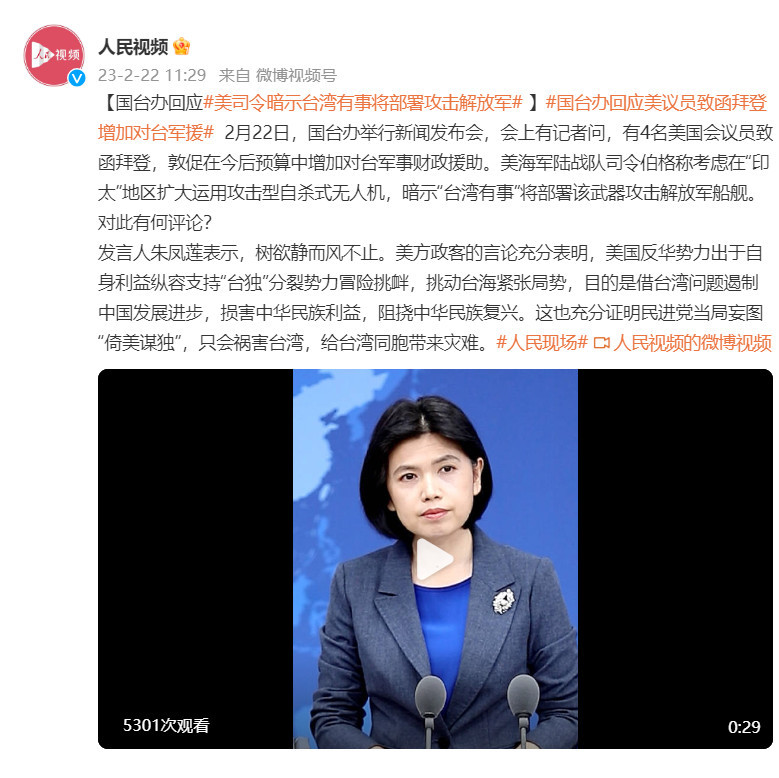 人民视频
人民视频
23-2-22 11:29 来自 微博视频号
【国台办回应#美司令暗示台湾有事将部署攻击解放军# 】#国台办回应美议员致函拜登
增加对台军援# 2月22日，国台办举行新闻发布会，会上有记者问，有4名美国会议员致
函拜登，敦促在今后预算中增加对台军事财政援助。美海军陆战队司令伯格称考虑在“印
太”地区扩大运用攻击型自杀式无人机，暗示“台湾有事”将部署该武器攻击解放军船舰。
对此有何评论？
发言人朱凤莲表示，树欲静而风不止。美方政客的言论充分表明，美国反华势力出于自
身利益纵容支持“台独”分裂势力冒险挑衅，挑动台海紧张局势，目的是借台湾问题遏制
中国发展进步，损害中华民族利益，阻挠中华民族复兴。这也充分证明民进党当局妄图
“倚美谋独”，只会祸害台湾，给台湾同胞带来灾难。#人民现场# 人民视频的微博视频
5301次观看
0:29